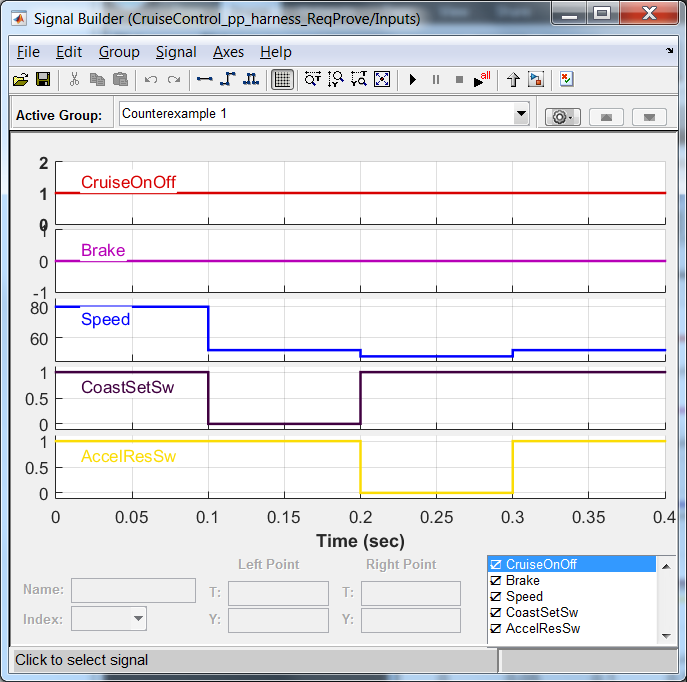 Signal Builder (CruiseControl_pp_harness_ReqProve/Inputs)
File Edit Group Signal Axes Help
all
Active Group: Counterexample 1
2
CruiseOnOff
1
0
1
Brake
0
-1
80
Speed
60
1
CoastSetSw
0.5
0
1
AccelResSw
0.5
0
0 0.05 0.1 0.15 0.2 0.25 0.3 0.35 0.4
Time (sec)
Left Point Right Point
Name: T: T:
Index: Y: Y:
CruiseOnOff
Brake
Speed
CoastSetSw
AccelResSw
Click to select signal